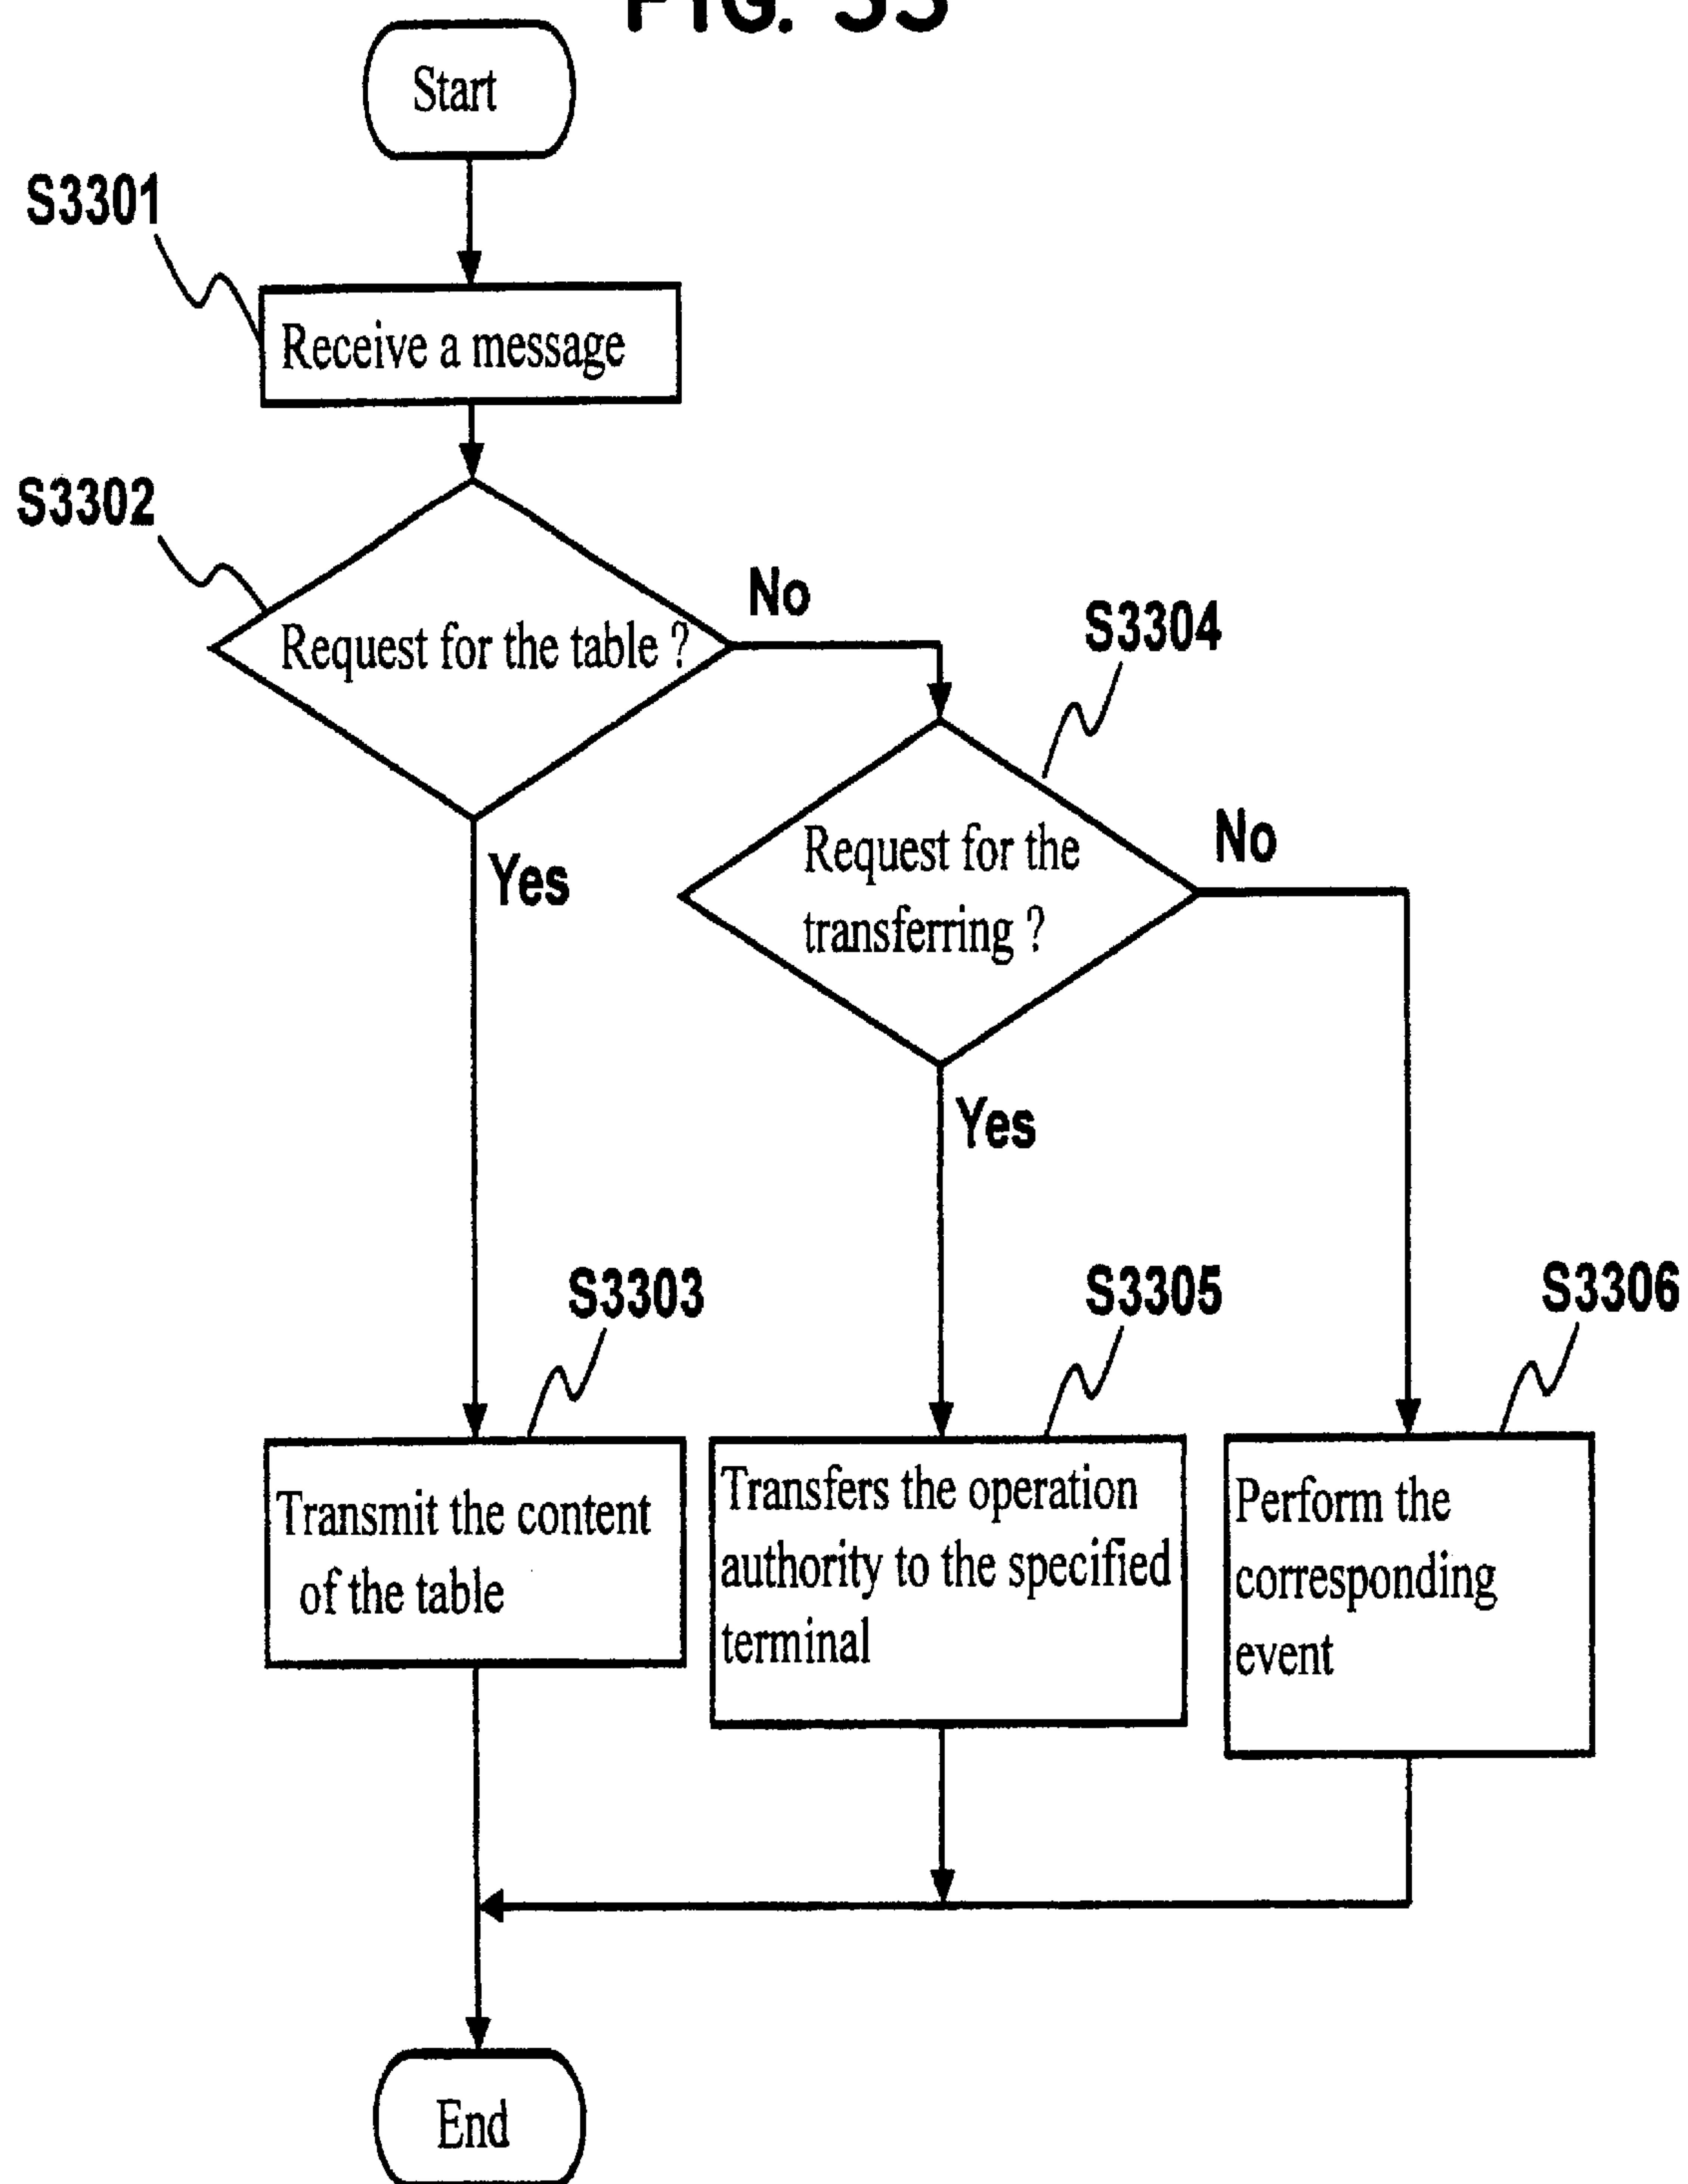 FIG. 33
Start
S3301
Receive a message
S3302
Request for the table ?
No
S3304
Request for the
transferring ?
No
Yes
Yes
S3303
S3305
S3306
Transmit the content
of the table
Transfers the operation
authority to the specified
terminal
Perform the
corresponding
event
End